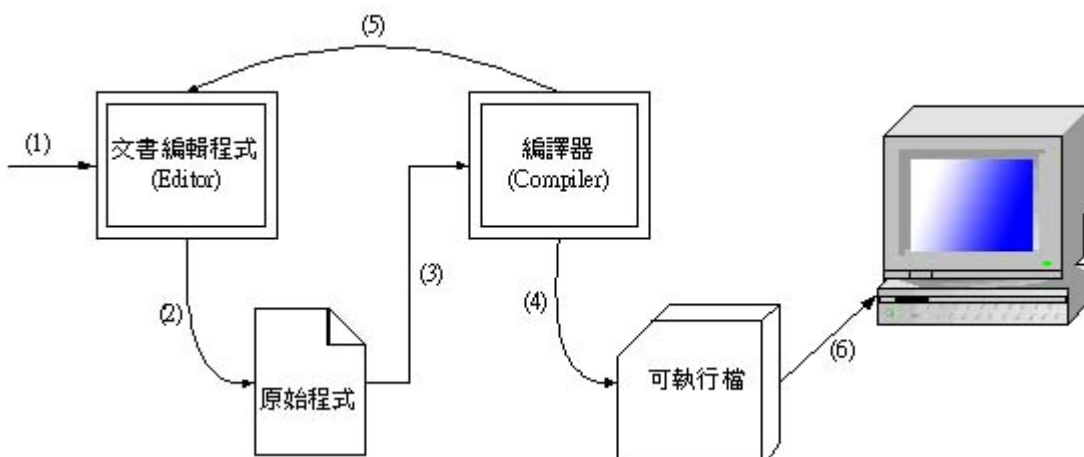 (5)
(1)
文書編輯程式
(Editor)
編譯器
(Compiler)
(2)
(3)
(4)
(6)
原始程式
可執行檔